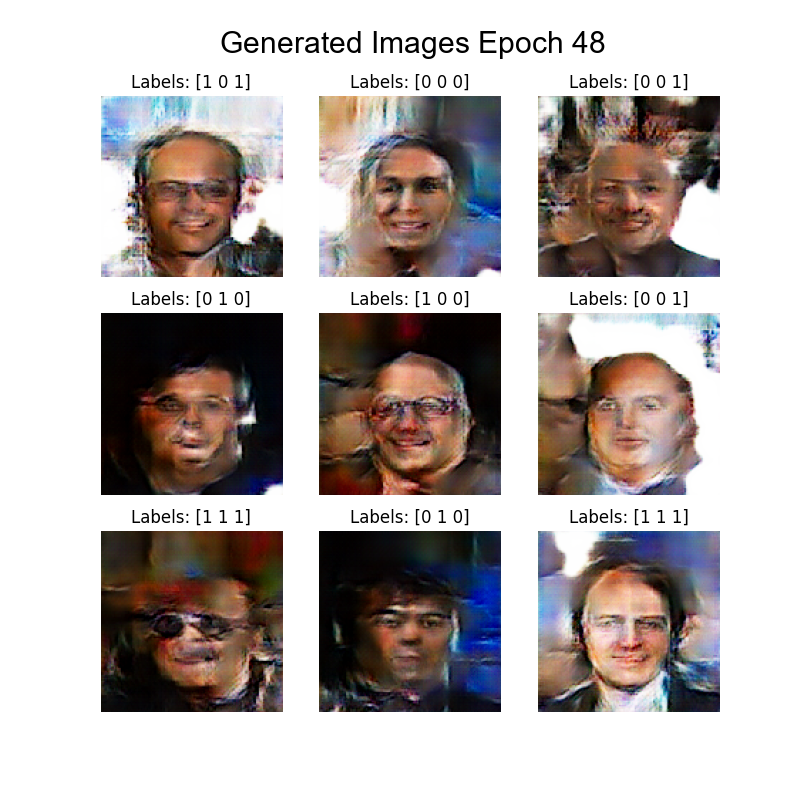 Generated Images Epoch 48
Labels: [1 0 1] Labels: [0 0 0] Labels: [0 0 1]
Labels: [0 1 0] Labels: [1 0 0] Labels: [0 0 1]
Labels: [1 1 1] Labels: [0 1 0] Labels: [1 1 1]